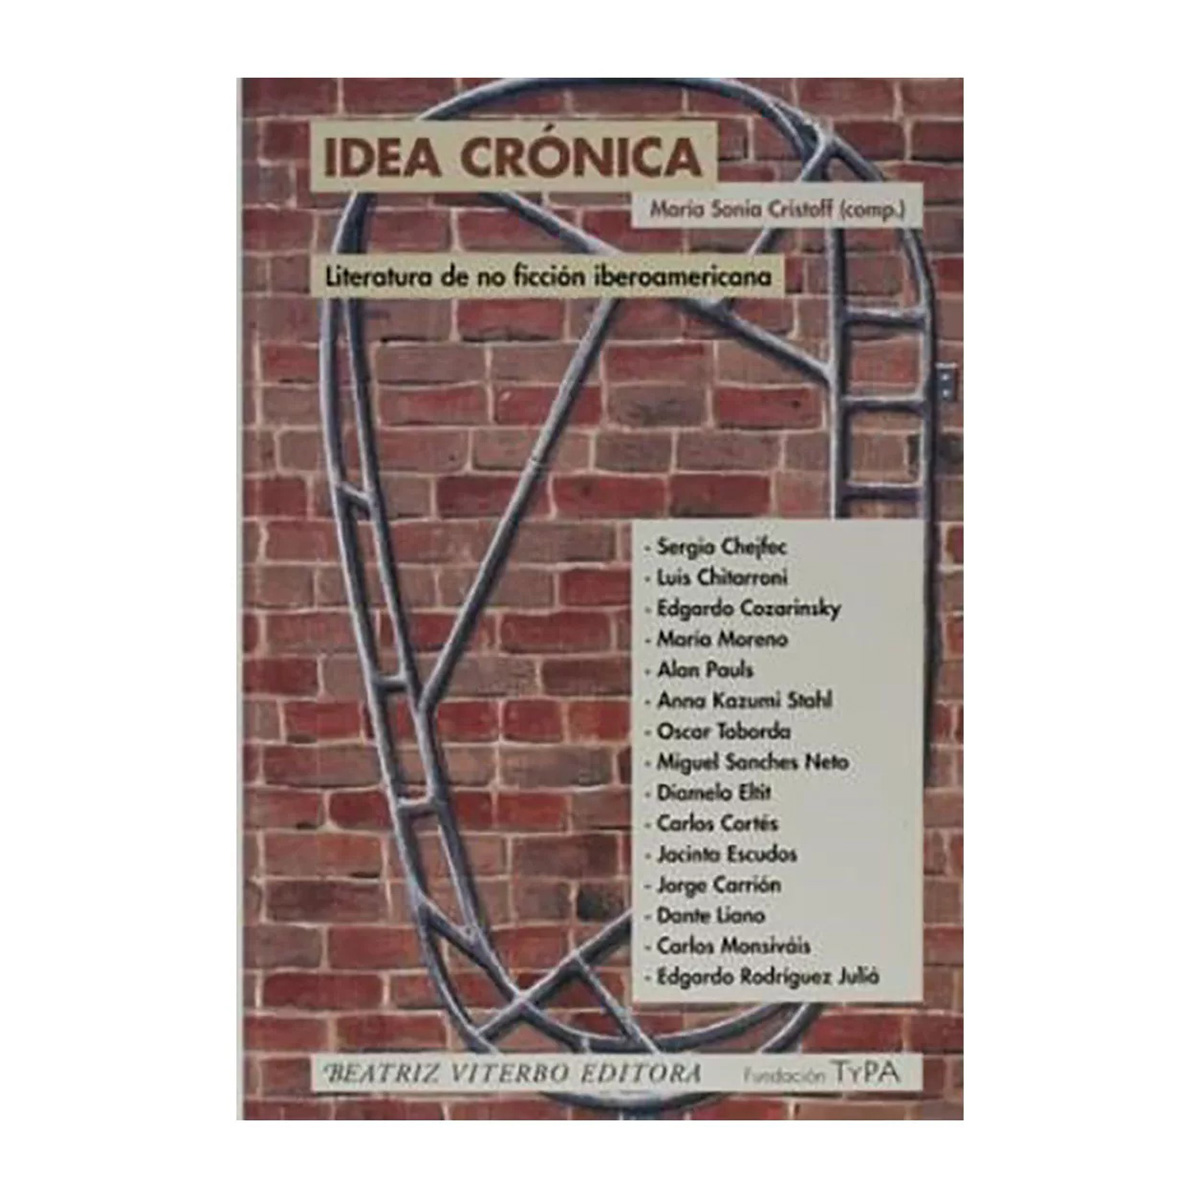 IDEA CRÓNICA
María Sonia Cristoff (comp.)
Literatura de no ficción iberoamericana
- Sergio Chejfec
- Luis Chitarroni
- Edgardo Cozarinsky
- María Moreno
- Alan Pauls
- Anna Kazumi Stahl
- Oscar Taborda
- Miguel Sanches Neto
- Diamela Eltit
- Carlos Cortés
- Jacinta Escudos
- Jorge Carrión
- Dante Liano
- Carlos Monsiváis
- Edgardo Rodríguez Juliá
BEATRIZ VITERBO EDITORA Fundación TyPA